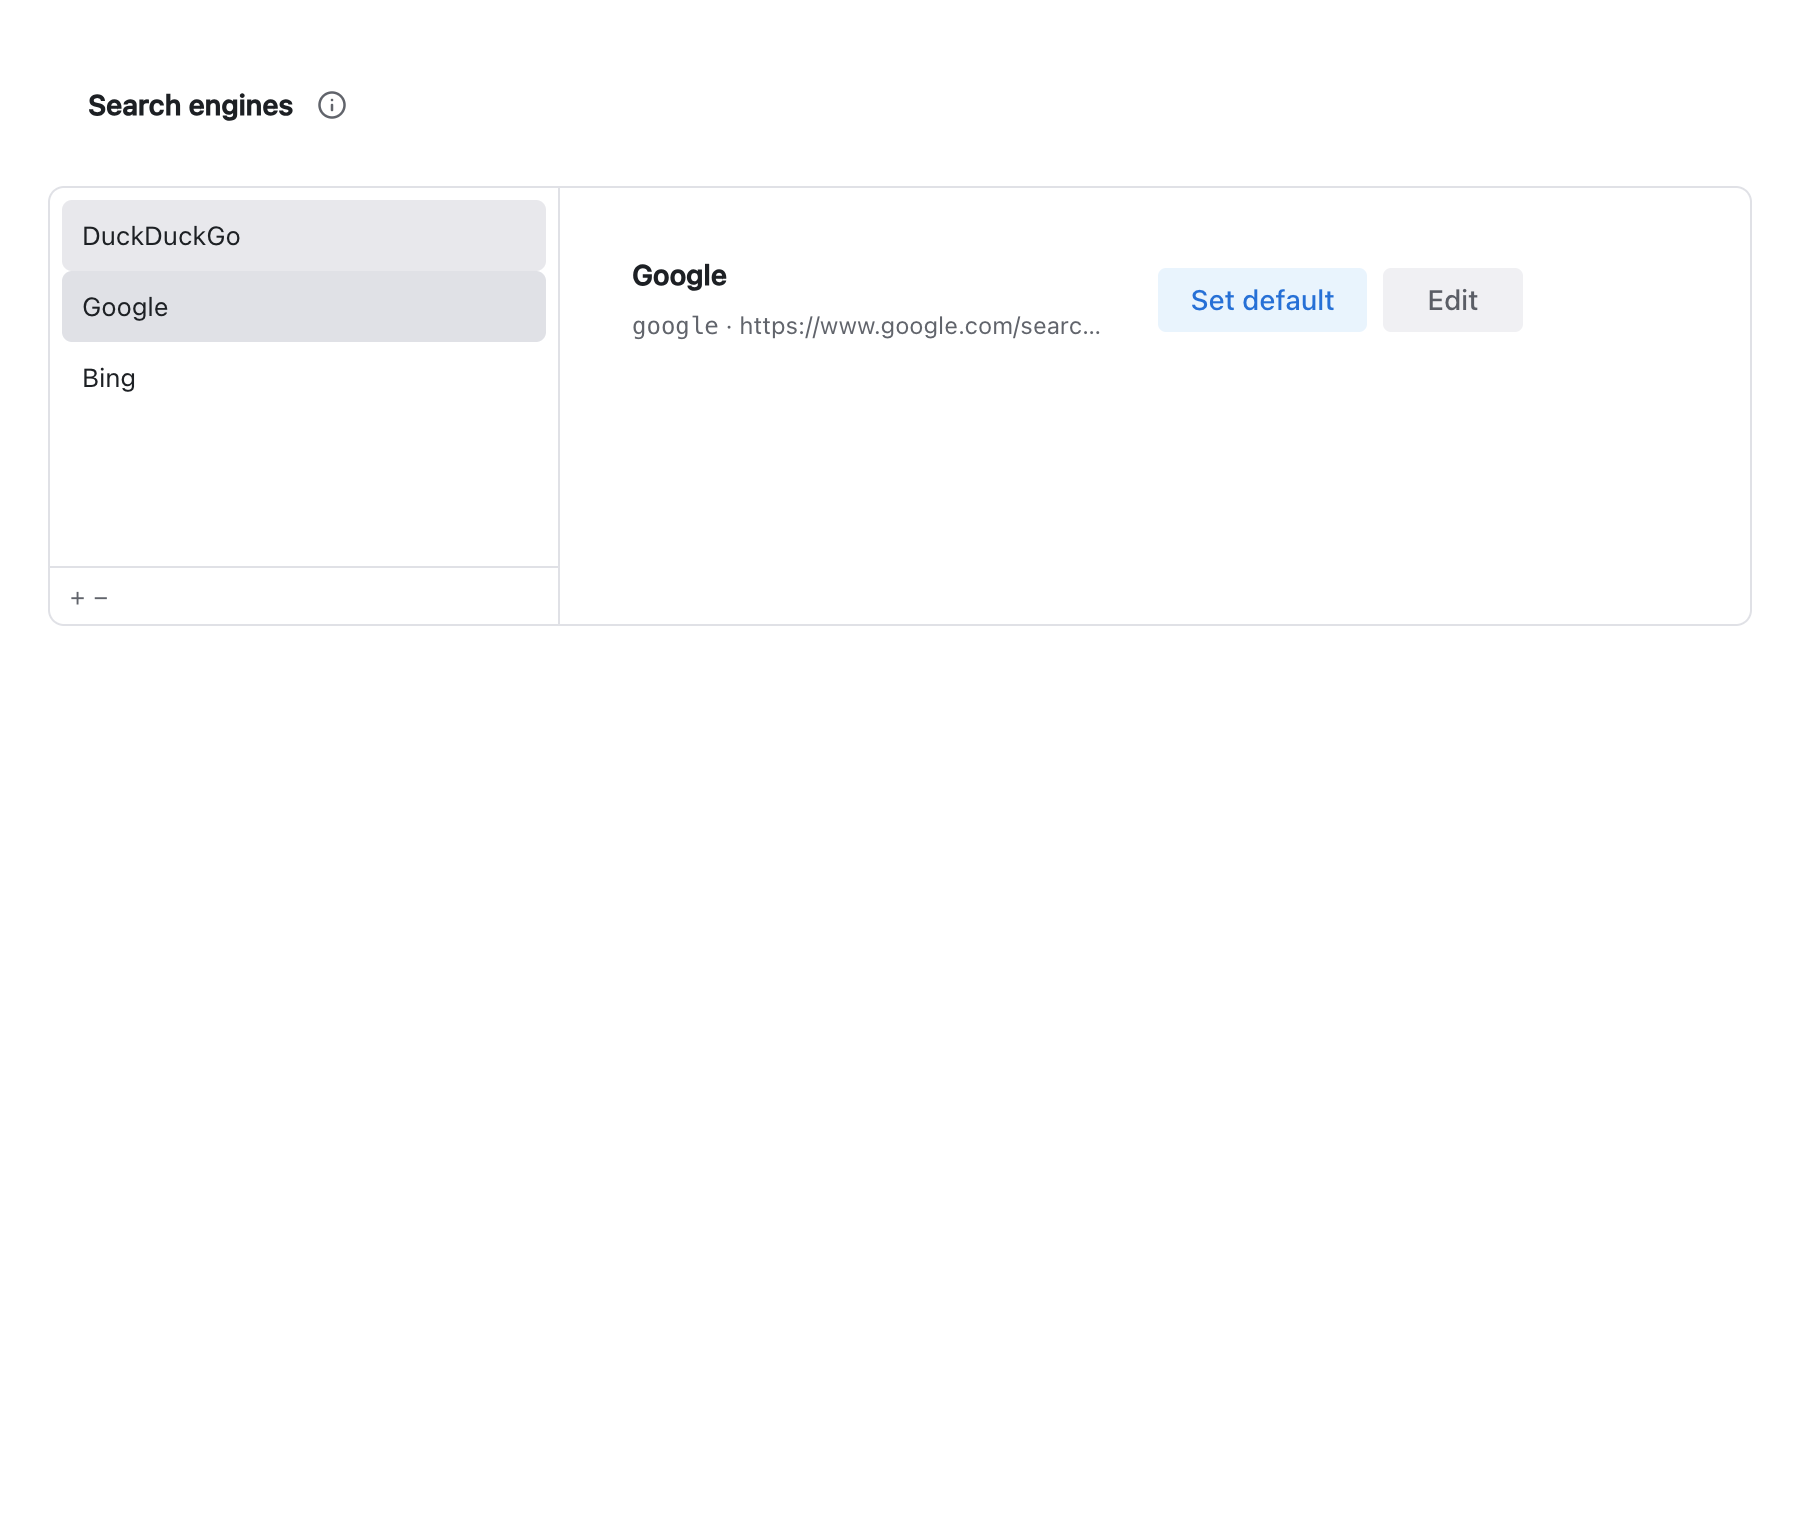 Search engines
DuckDuckGo
Google
Bing
+ −
Google
google · https://www.google.com/searc...
Set default
Edit